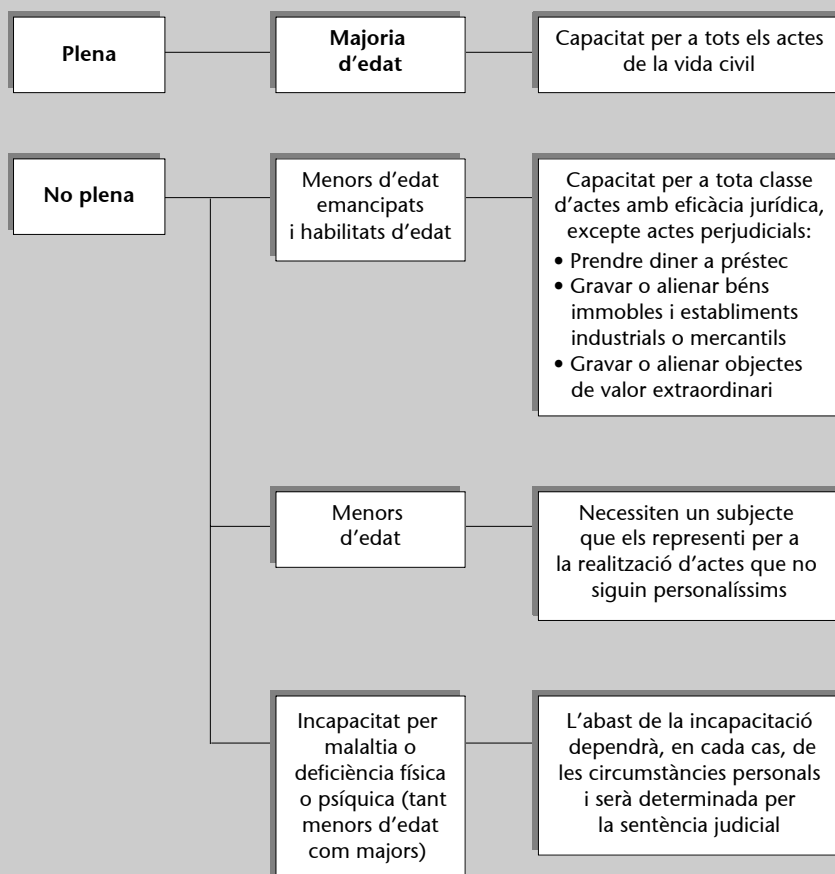 Plena
Majoria
d'edat
Capacitat per a tots els actes
de la vida civil
No plena
Menors d'edat
emancipats
i habilitats d'edat
Capacitat per a tota classe
d'actes amb eficàcia jurídica,
excepte actes perjudicials:
• Prendre diner a préstec
• Gravar o alienar béns
immobles i establiments
industrials o mercantils
• Gravar o alienar objectes
de valor extraordinari
Menors
d'edat
Necessiten un subjecte
que els representi per a
la realització d'actes que no
siguin personalíssims
Incapacitat per
malaltia o
deficiència física
o psíquica (tant
menors d'edat
com majors)
L'abast de la incapacitació
dependrà, en cada cas, de
les circumstàncies personals
i serà determinada per
la sentència judicial